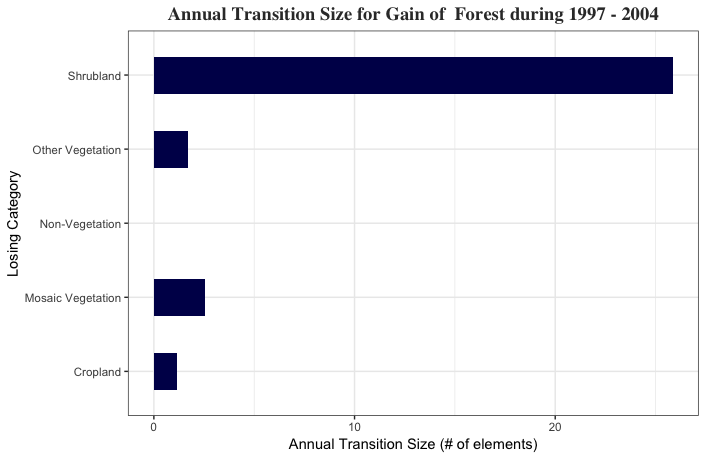 Annual Transition Size for Gain of  Forest during 1997 - 2004
Losing Category
Shrubland
Other Vegetation
Non-Vegetation
Mosaic Vegetation
Cropland
0 10 20
Annual Transition Size (# of elements)